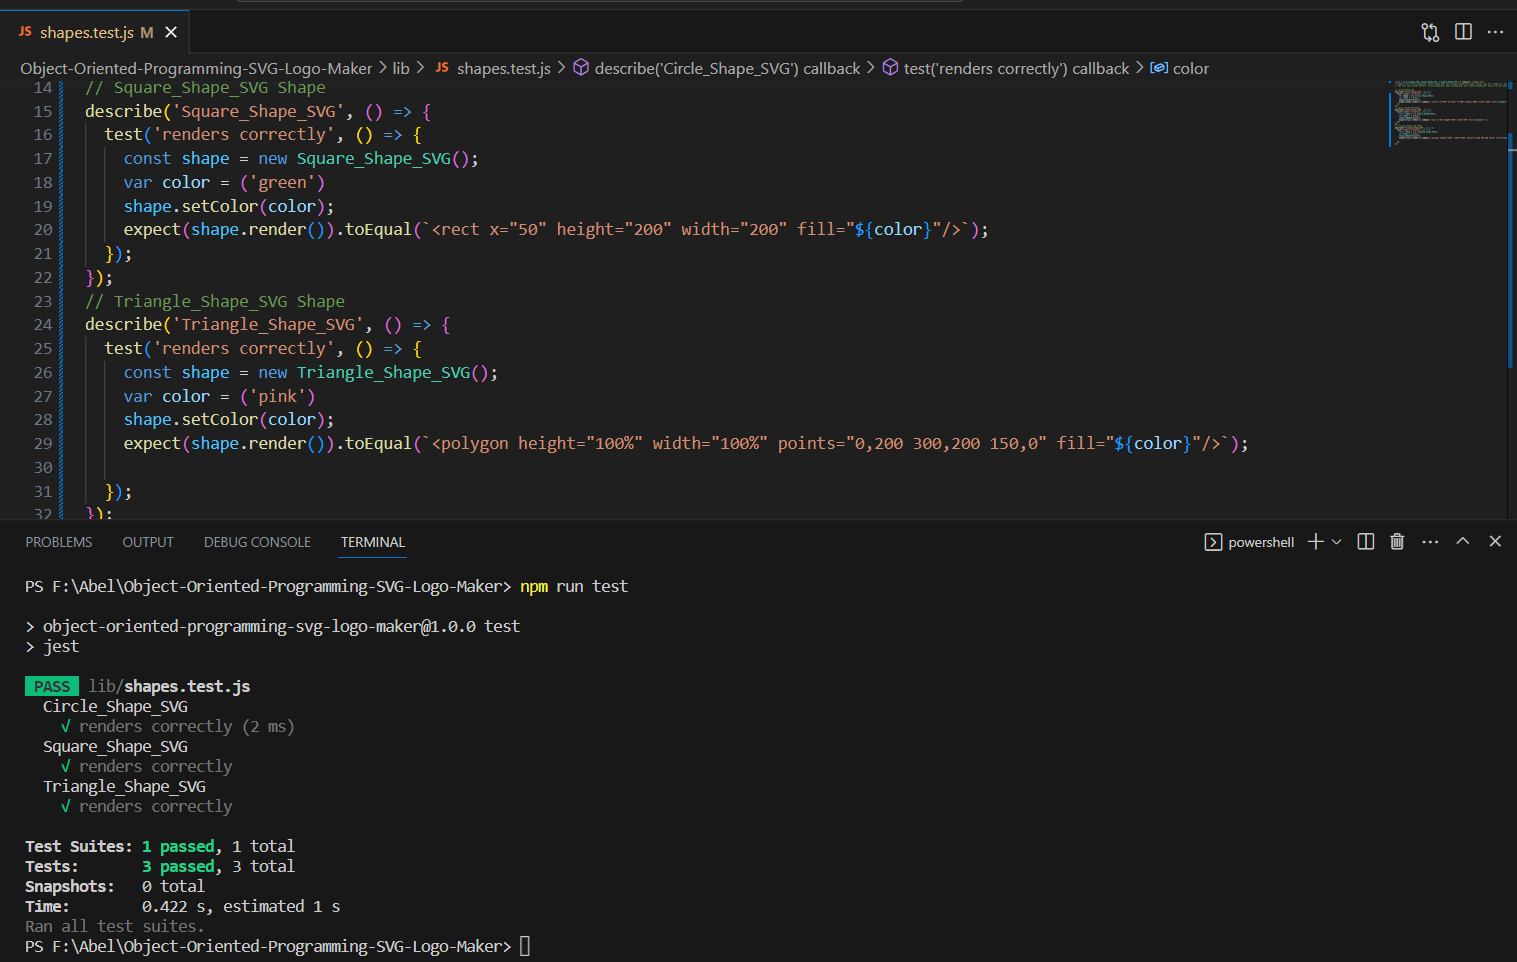 JS shapes.test.js M
Object-Oriented-Programming-SVG-Logo-Maker > lib > JS shapes.test.js > describe('Circle_Shape_SVG') callback > test('renders correctly') callback > color
14 // Square_Shape_SVG Shape
15 describe('Square_Shape_SVG', () => {
16 test('renders correctly', () => {
17 const shape = new Square_Shape_SVG();
18 var color = ('green')
19 shape.setColor(color);
20 expect(shape.render()).toEqual(`<rect x="50" height="200" width="200" fill="${color}"/>`);
21 });
22 });
23 // Triangle_Shape_SVG Shape
24 describe('Triangle_Shape_SVG', () => {
25 test('renders correctly', () => {
26 const shape = new Triangle_Shape_SVG();
27 var color = ('pink')
28 shape.setColor(color);
29 expect(shape.render()).toEqual(`<polygon height="100%" width="100%" points="0,200 300,200 150,0" fill="${color}"/>`);
30
31 });
32 });
PROBLEMS OUTPUT DEBUG CONSOLE TERMINAL powershell
PS F:\Abel\Object-Oriented-Programming-SVG-Logo-Maker> npm run test
> object-oriented-programming-svg-logo-maker@1.0.0 test
> jest
PASS lib/shapes.test.js
Circle_Shape_SVG
√ renders correctly (2 ms)
Square_Shape_SVG
√ renders correctly
Triangle_Shape_SVG
√ renders correctly
Test Suites: 1 passed, 1 total
Tests: 3 passed, 3 total
Snapshots: 0 total
Time: 0.422 s, estimated 1 s
Ran all test suites.
PS F:\Abel\Object-Oriented-Programming-SVG-Logo-Maker>